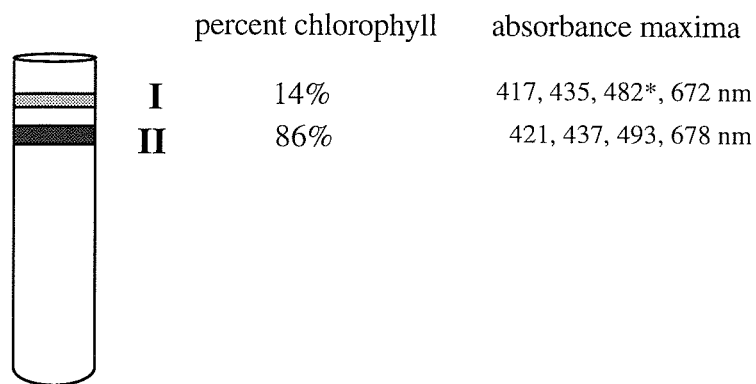 percent chlorophyll absorbance maxima
I 14% 417, 435, 482*, 672 nm
II 86% 421, 437, 493, 678 nm